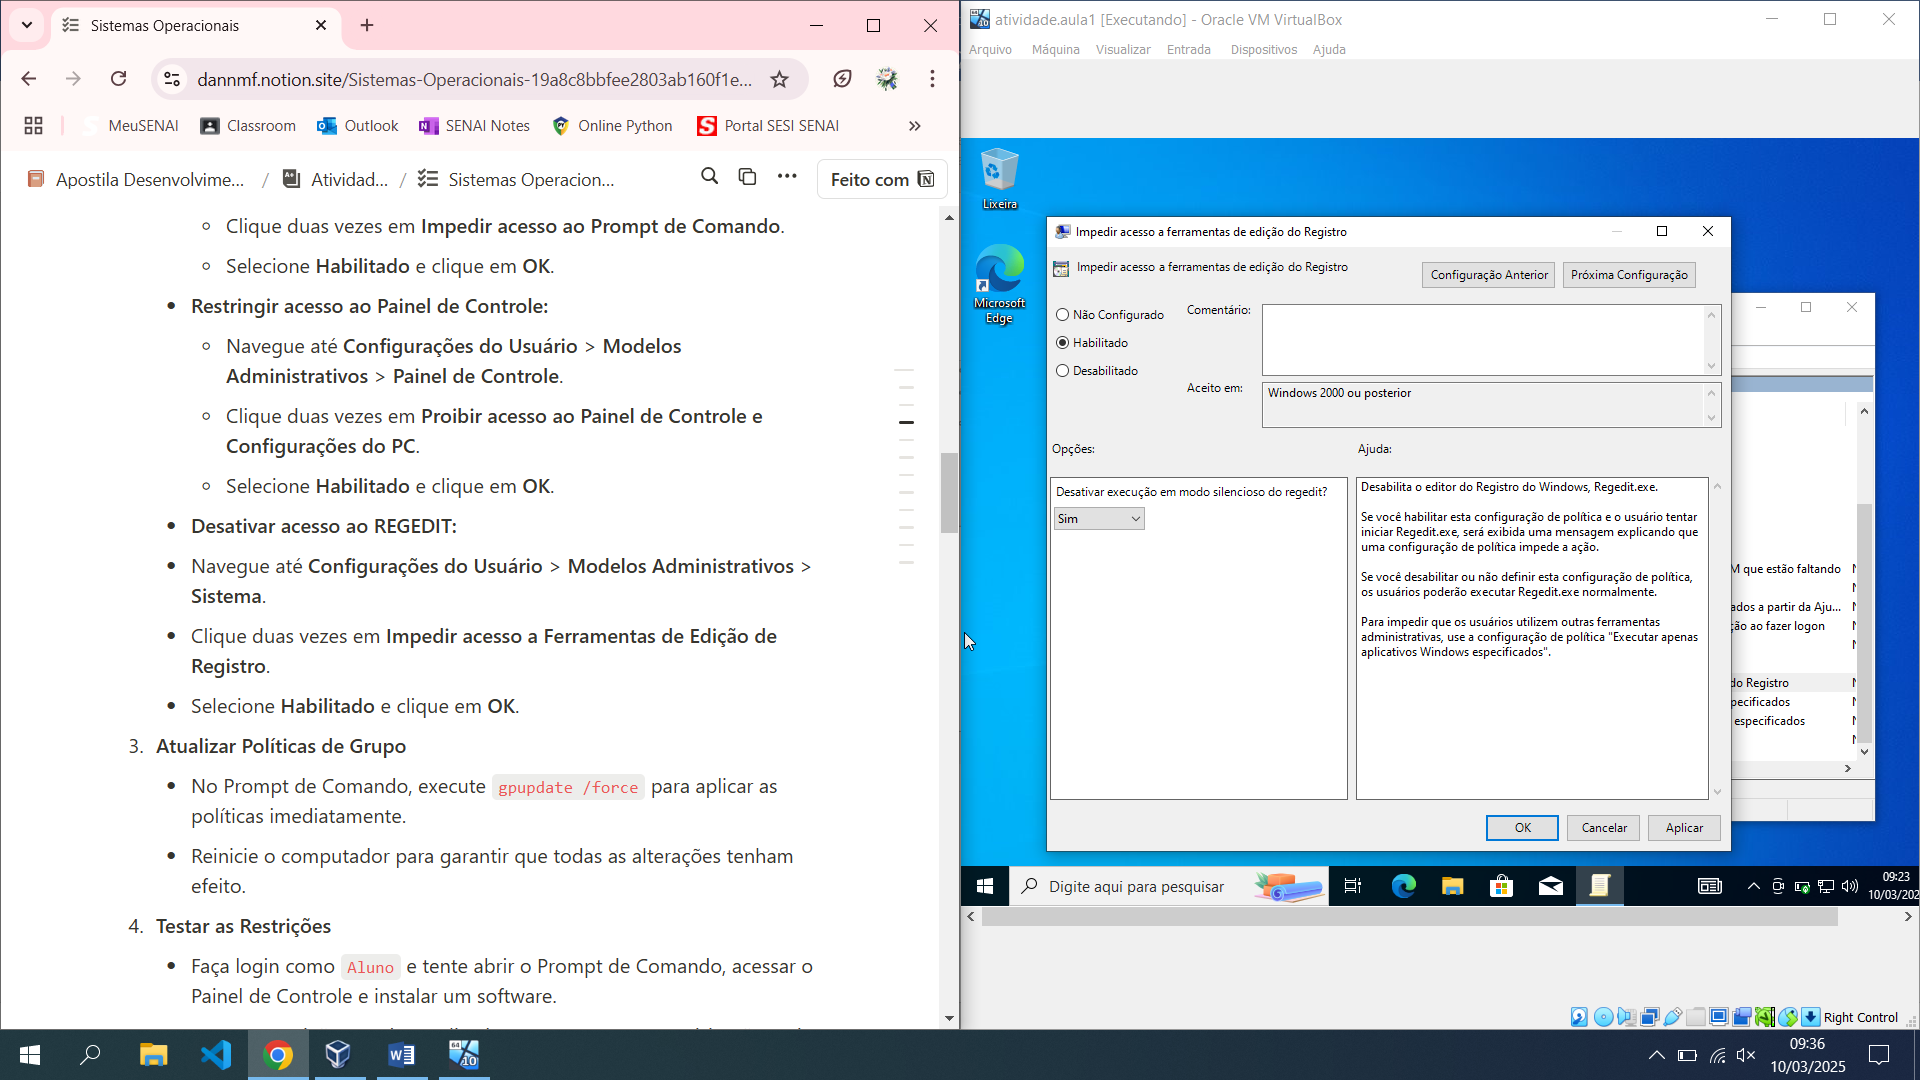 Sistemas Operacionais
dannmf.notion.site/Sistemas-Operacionais-19a8c8bbfee2803ab160f1e...
MeuSENAI
Classroom
Outlook
SENAI Notes
Online Python
Portal SESI SENAI
Apostila Desenvolvime... / Atividad... / Sistemas Operacion...
Feito com
Clique duas vezes em Impedir acesso ao Prompt de Comando.
Selecione Habilitado e clique em OK.
Restringir acesso ao Painel de Controle:
Navegue até Configurações do Usuário > Modelos
Administrativos > Painel de Controle.
Clique duas vezes em Proibir acesso ao Painel de Controle e
Configurações do PC.
Selecione Habilitado e clique em OK.
Desativar acesso ao REGEDIT:
Navegue até Configurações do Usuário > Modelos Administrativos >
Sistema.
Clique duas vezes em Impedir acesso a Ferramentas de Edição de
Registro.
Selecione Habilitado e clique em OK.
3. Atualizar Políticas de Grupo
No Prompt de Comando, execute gpupdate /force para aplicar as
políticas imediatamente.
Reinicie o computador para garantir que todas as alterações tenham
efeito.
4. Testar as Restrições
Faça login como Aluno e tente abrir o Prompt de Comando, acessar o
Painel de Controle e instalar um software.
atividade.aula1 [Executando] - Oracle VM VirtualBox
Arquivo Máquina Visualizar Entrada Dispositivos Ajuda
Lixeira
Microsoft
Edge
Impedir acesso a ferramentas de edição do Registro
Impedir acesso a ferramentas de edição do Registro
Configuração Anterior
Próxima Configuração
Não Configurado
Habilitado
Desabilitado
Comentário:
Aceito em:
Windows 2000 ou posterior
Opções:
Ajuda:
Desativar execução em modo silencioso do regedit?
Sim
Desabilita o editor do Registro do Windows, Regedit.exe.
Se você habilitar esta configuração de política e o usuário tentar
iniciar Regedit.exe, será exibida uma mensagem explicando que
uma configuração de política impede a ação.
Se você desabilitar ou não definir esta configuração de política,
os usuários poderão executar Regedit.exe normalmente.
Para impedir que os usuários utilizem outras ferramentas
administrativas, use a configuração de política "Executar apenas
aplicativos Windows especificados".
OK
Cancelar
Aplicar
M que estão faltando
ados a partir da Aju...
ção ao fazer logon
do Registro
pecificados
especificados
Digite aqui para pesquisar
09:23
10/03/202
Right Control
09:36
10/03/2025